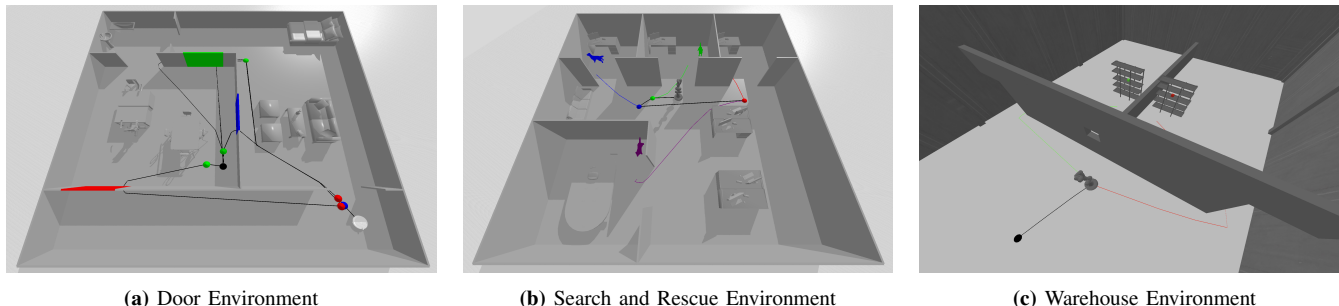 (a) Door Environment
(b) Search and Rescue Environment
(c) Warehouse Environment